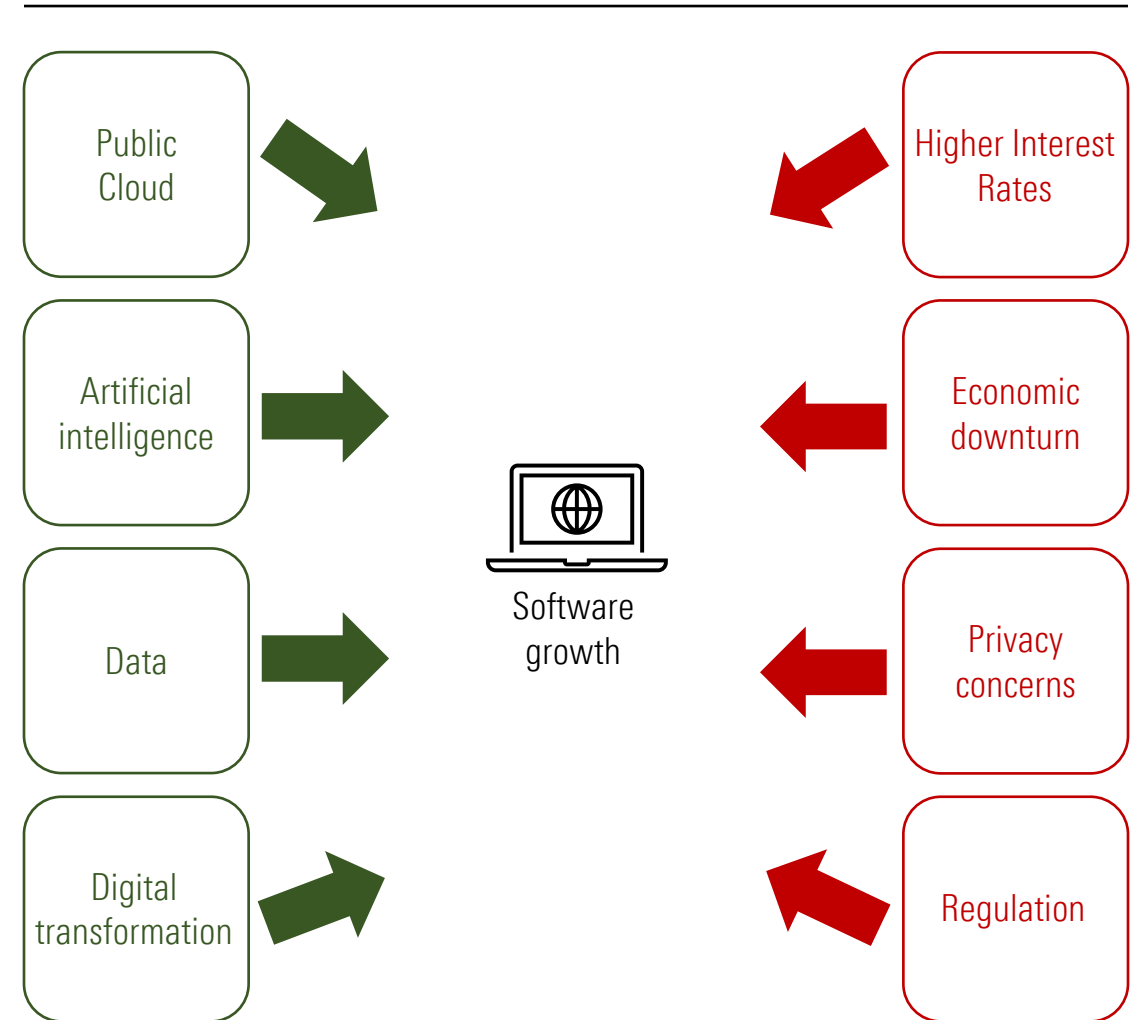 Public
Cloud
Artificial
intelligence
Data
Digital
transformation
Software
growth
Higher Interest
Rates
Economic
downturn
Privacy
concerns
Regulation